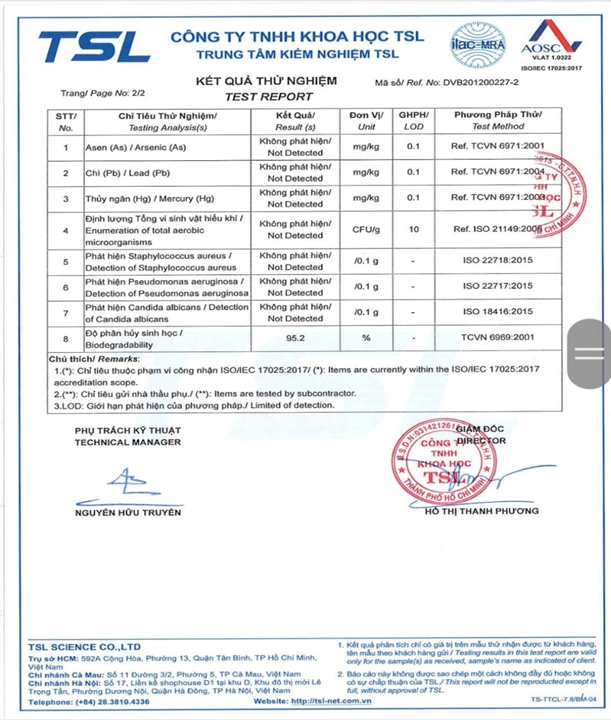 TSL
CÔNG TY TNHH KHOA HỌC TSL
TRUNG TÂM KIỂM NGHIỆM TSL
ilac-MRA
AOSC
VLAT 1.0322
ISO/IEC 17025:2017
KẾT QUẢ THỬ NGHIỆM
Mã số/ Ref. No: DVB201200227-2
Trang/ Page No: 2/2
TEST REPORT
STT/ No. Chỉ Tiêu Thử Nghiệm/ Testing Analysis(s) Kết Quả/ Result (s) Đơn Vị/ Unit GHPH/ LOD Phương Pháp Thử/ Test Method
1 Asen (As) / Arsenic (As) Không phát hiện/ Not Detected mg/kg 0.1 Ref. TCVN 6971:2001
2 Chì (Pb) / Lead (Pb) Không phát hiện/ Not Detected mg/kg 0.1 Ref. TCVN 6971:2001
3 Thủy ngân (Hg) / Mercury (Hg) Không phát hiện/ Not Detected mg/kg 0.1 Ref. TCVN 6971:2001
4 Định lượng Tổng vi sinh vật hiếu khí / Enumeration of total aerobic microorganisms Không phát hiện/ Not Detected CFU/g 10 Ref. ISO 21149:2006
5 Phát hiện Staphylococcus aureus / Detection of Staphylococcus aureus Không phát hiện/ Not Detected /0.1 g - ISO 22718:2015
6 Phát hiện Pseudomonas aeruginosa / Detection of Pseudomonas aeruginosa Không phát hiện/ Not Detected /0.1 g - ISO 22717:2015
7 Phát hiện Candida albicans / Detection of Candida albicans Không phát hiện/ Not Detected /0.1 g - ISO 18416:2015
8 Độ phân hủy sinh học / Biodegradability 95.2 % - TCVN 6969:2001
Chú thích/ Remarks:
1.(*): Chỉ tiêu thuộc phạm vi công nhận ISO/IEC 17025:2017/ (*): Items are currently within the ISO/IEC 17025:2017
accreditation scope.
2.(**): Chỉ tiêu gửi nhà thầu phụ./ (**): Items are tested by subcontractor.
3.LOD: Giới hạn phát hiện của phương pháp./ Limited of detection.
PHỤ TRÁCH KỸ THUẬT
TECHNICAL MANAGER
GIÁM ĐỐC
DIRECTOR
CÔNG TY
TNHH
KHOA HỌC
TSL
THÀNH PHỐ HỒ CHÍ MINH
NGUYỄN HỮU TRUYỀN
HỒ THỊ THANH PHƯƠNG
TSL SCIENCE CO.,LTD
Trụ sở HCM: 592A Cộng Hòa, Phường 13, Quận Tân Bình, TP Hồ Chí Minh,
Việt Nam
Chi nhánh Cà Mau: Số 11 Đường 3/2, Phường 5, TP Cà Mau, Việt Nam
Chi nhánh Hà Nội: Số 17, Liền kề shophouse D1 tại khu D, Khu đô thị mới Lê
Trọng Tấn, Phường Dương Nội, Quận Hà Đông, TP Hà Nội, Việt Nam
Telephone: (+84) 28.3810.4336 Website: http://tsl-net.com.vn
1. Kết quả phân tích chỉ có giá trị trên mẫu thử nhận được từ khách hàng,
tên mẫu theo khách hàng gửi / Testing results in this test report are valid
only for the sample(s) as received, sample's name as indicated of client.
2. Báo cáo này không được sao chép một cách không đầy đủ hoặc không
có sự chấp thuận của TSL./ This report will not be reproduced except in
full, without approval of TSL.
TS-TTCL-7.8/BM-04